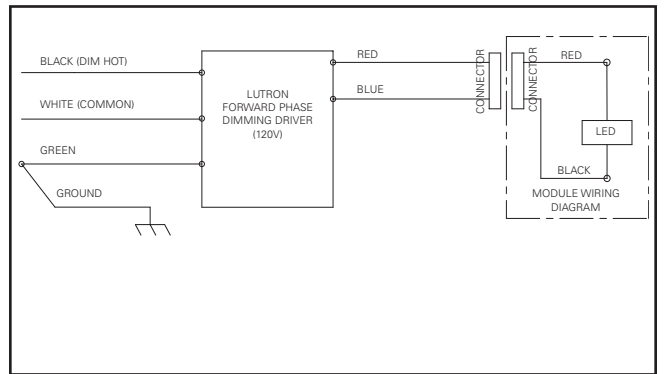 BLACK (DIM HOT)
WHITE (COMMON)
GREEN
GROUND
LUTRON
FORWARD PHASE
DIMMING DRIVER
(120V)
RED
BLUE
CONNECTOR
CONNECTOR
RED
LED
BLACK
MODULE WIRING
DIAGRAM